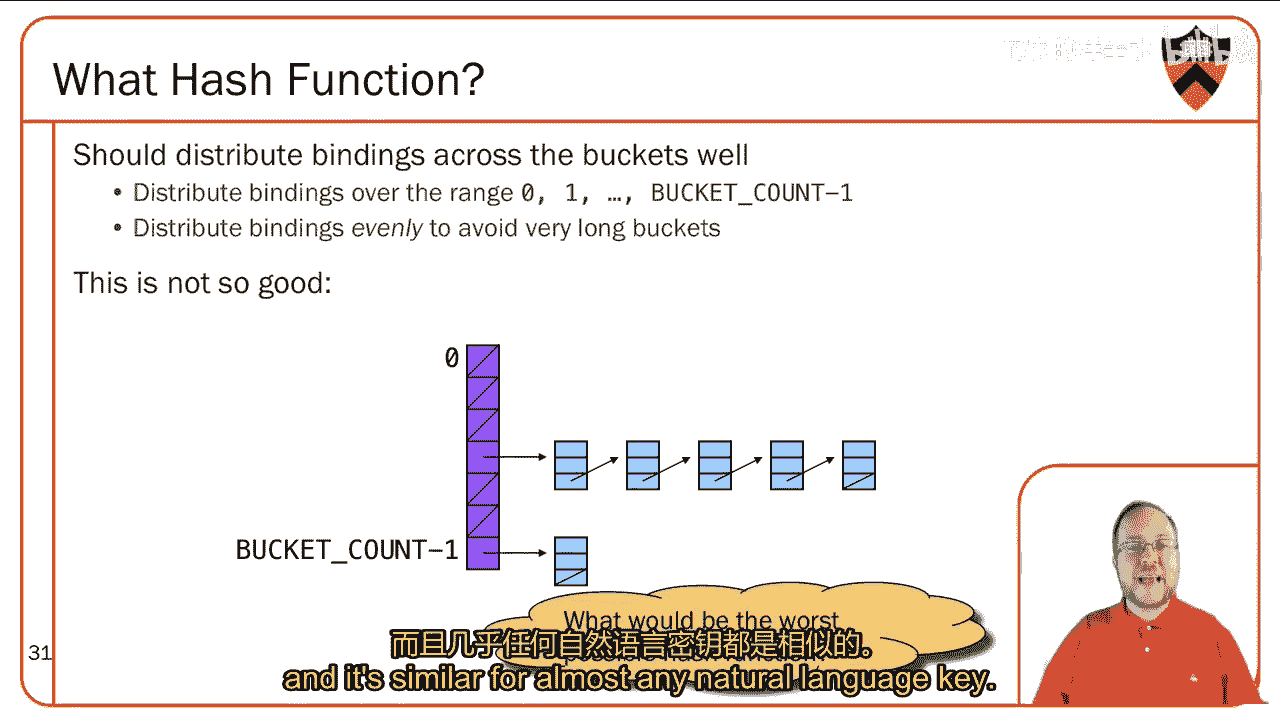 What Hash Function?
Should distribute bindings across the buckets well
• Distribute bindings over the range 0, 1, …, BUCKET_COUNT–1
• Distribute bindings evenly to avoid very long buckets
This is not so good:
0
BUCKET_COUNT–1
What would be the worst
而且几乎任何自然语言密钥都是相似的。
and it's similar for almost any natural language key.
31